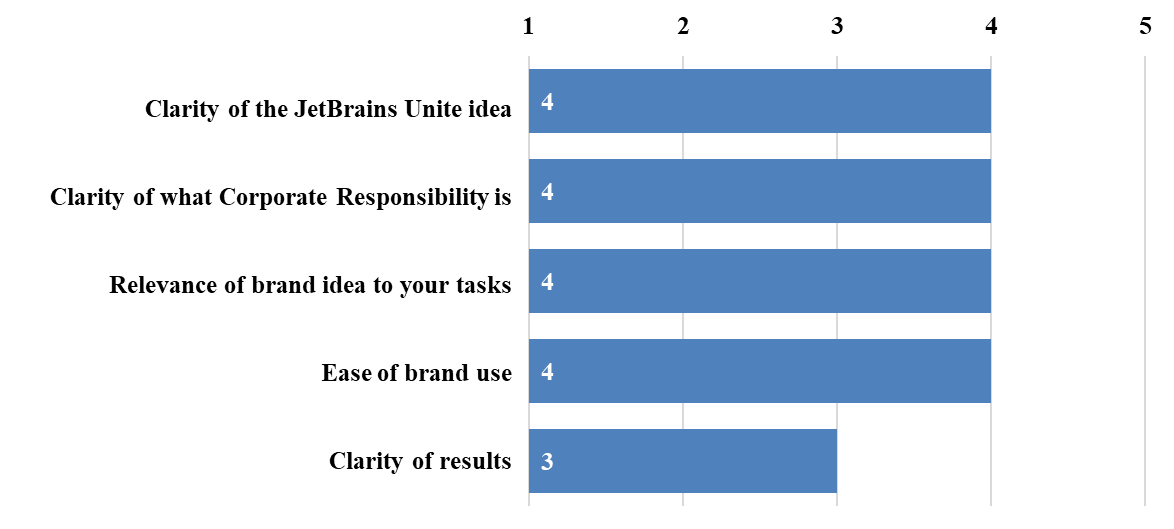 1 2 3 4 5
Clarity of the JetBrains Unite idea 4
Clarity of what Corporate Responsibility is 4
Relevance of brand idea to your tasks 4
Ease of brand use 4
Clarity of results 3